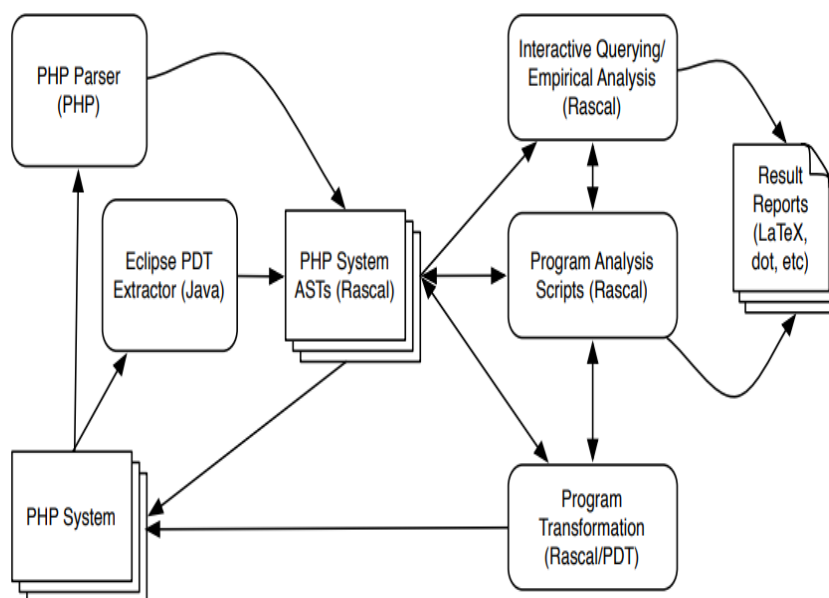 PHP Parser
(PHP)
Interactive Querying/
Empirical Analysis
(Rascal)
Result
Reports
(LaTeX,
dot, etc)
Eclipse PDT
Extractor (Java)
PHP System
ASTs (Rascal)
Program Analysis
Scripts (Rascal)
PHP System
Program
Transformation
(Rascal/PDT)